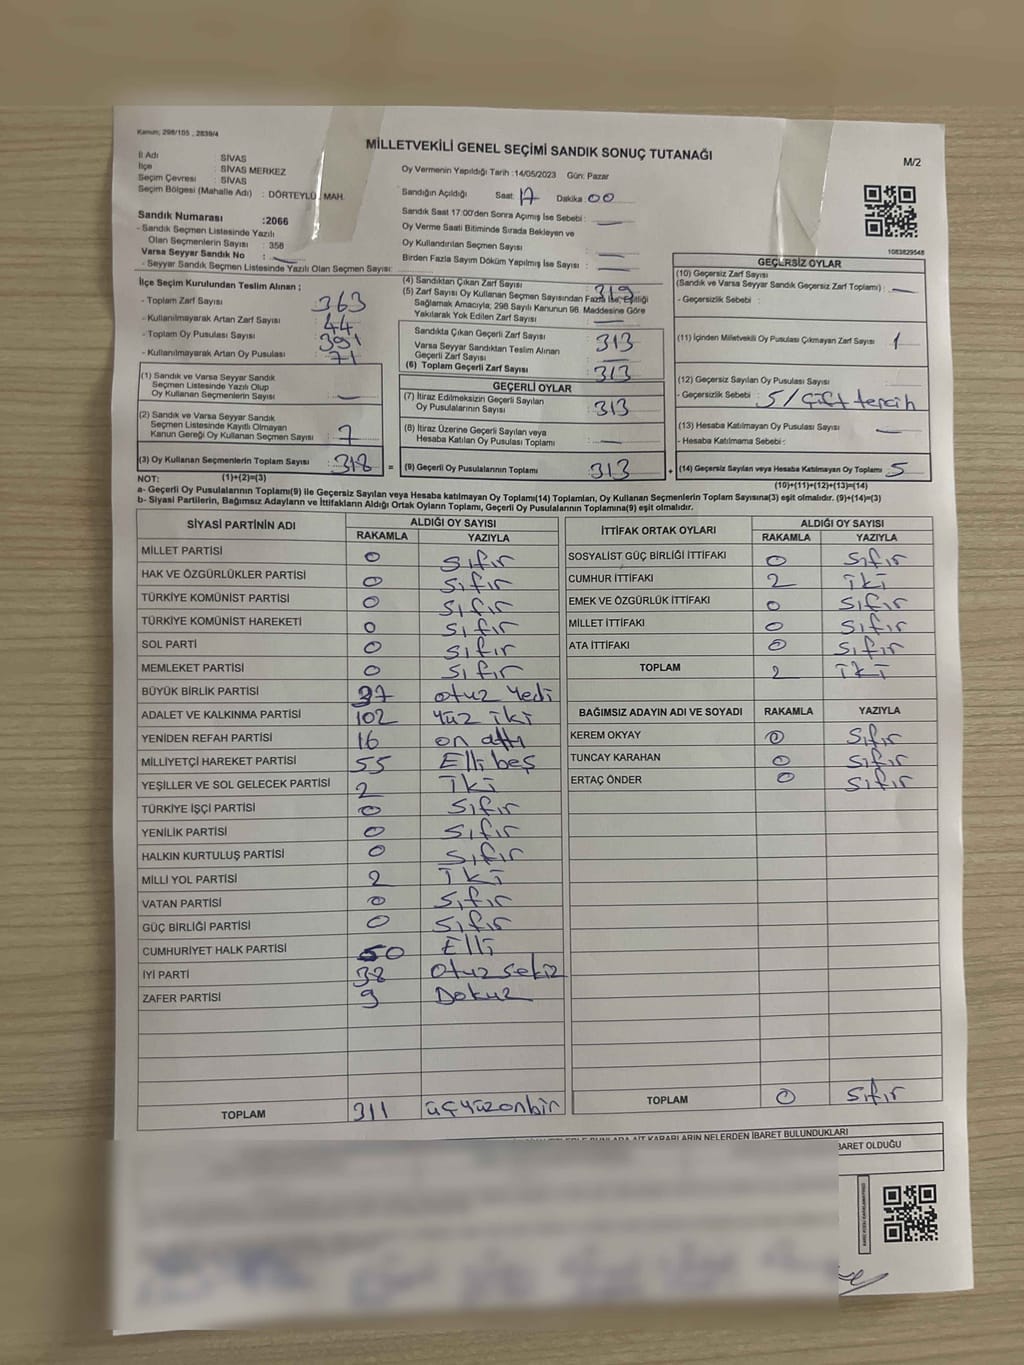 Kanun; 298/105 , 2839/4
MİLLETVEKİLİ GENEL SEÇİMİ SANDIK SONUÇ TUTANAĞI
M/2
İl Adı : SİVAS
İlçe : SİVAS MERKEZ
Seçim Çevresi : SİVAS
Seçim Bölgesi (Mahalle Adı) : DÖRTEYLÜL MAH.
Sandık Numarası :2066
- Sandık Seçmen Listesinde Yazılı
Olan Seçmenlerin Sayısı : 358
Varsa Seyyar Sandık No :
- Seyyar Sandık Seçmen Listesinde Yazılı Olan Seçmen Sayısı:
Oy Vermenin Yapıldığı Tarih :14/05/2023 Gün: Pazar
Sandığın Açıldığı Saat: 17 Dakika: 00
Sandık Saat 17:00'den Sonra Açımış İse Sebebi :
Oy Verme Saati Bitiminde Sırada Bekleyen ve
Oy Kullandırılan Seçmen Sayısı
Birden Fazla Sayım Döküm Yapılmış İse Sayısı :
1083829548
İlçe Seçim Kurulundan Teslim Alınan ;
- Toplam Zarf Sayısı : 363
- Kullanılmayarak Artan Zarf Sayısı : 44
- Toplam Oy Pusulası Sayısı : 391
- Kullanılmayarak Artan Oy Pusulası : 71
(1) Sandık ve Varsa Seyyar Sandık
Seçmen Listesinde Yazılı Olup
Oy Kullanan Seçmenlerin Sayısı :
(2) Sandık ve Varsa Seyyar Sandık
Seçmen Listesinde Kayıtlı Olmayan
Kanun Gereği Oy Kullanan Seçmen Sayısı : 7
(3) Oy Kullanan Seçmenlerin Toplam Sayısı : 318 =
(4) Sandıktan Çıkan Zarf Sayısı : 319
(5) Zarf Sayısı Oy Kullanan Seçmen Sayısından Fazla İse, Eşitliği
Sağlamak Amacıyla; 298 Sayılı Kanunun 98. Maddesine Göre
Yakılarak Yok Edilen Zarf Sayısı :
Sandıkta Çıkan Geçerli Zarf Sayısı : 313
Varsa Seyyar Sandıktan Teslim Alınan
Geçerli Zarf Sayısı :
(6) Toplam Geçerli Zarf Sayısı : 313
GEÇERLİ OYLAR
(7) İtiraz Edilmeksizin Geçerli Sayılan
Oy Pusulalarının Sayısı : 313
(8) İtiraz Üzerine Geçerli Sayılan veya
Hesaba Katılan Oy Pusulası Toplamı :
(9) Geçerli Oy Pusulalarının Toplamı : 313 +
GEÇERSİZ OYLAR
(10) Geçersiz Zarf Sayısı
(Sandık ve Varsa Seyyar Sandık Geçersiz Zarf Toplamı) :
- Geçersizlik Sebebi :
(11) İçinden Milletvekili Oy Pusulası Çıkmayan Zarf Sayısı : 1
(12) Geçersiz Sayılan Oy Pusulası Sayısı :
- Geçersizlik Sebebi : 5/ Çift tercih
(13) Hesaba Katılmayan Oy Pusulası Sayısı :
- Hesaba Katılmama Sebebi :
(14) Geçersiz Sayılan veya Hesaba Katılmayan Oy Toplamı : 5
NOT: (1)+(2)=(3)
(10)+(11)+(12)+(13)=(14)
a- Geçerli Oy Pusulalarının Toplamı(9) ile Geçersiz Sayılan veya Hesaba katılmayan Oy Toplamı(14) Toplamları, Oy Kullanan Seçmenlerin Toplam Sayısına(3) eşit olmalıdır. (9)+(14)=(3)
b- Siyasi Partilerin, Bağımsız Adayların ve İttifakların Aldığı Ortak Oyların Toplamı, Geçerli Oy Pusulalarının Toplamına(9) eşit olmalıdır.
SİYASİ PARTİNİN ADI ALDIĞI OY SAYISI
RAKAMLA YAZIYLA
MİLLET PARTİSİ 0 sıfır
HAK VE ÖZGÜRLÜKLER PARTİSİ 0 sıfır
TÜRKİYE KOMÜNİST PARTİSİ 0 sıfır
TÜRKİYE KOMÜNİST HAREKETİ 0 sıfır
SOL PARTİ 0 sıfır
MEMLEKET PARTİSİ 0 sıfır
BÜYÜK BİRLİK PARTİSİ 37 otuz yedi
ADALET VE KALKINMA PARTİSİ 102 Yüz iki
YENİDEN REFAH PARTİSİ 16 on altı
MİLLİYETÇİ HAREKET PARTİSİ 55 Elli beş
YEŞİLLER VE SOL GELECEK PARTİSİ 2 İki
TÜRKİYE İŞÇİ PARTİSİ 0 sıfır
YENİLİK PARTİSİ 0 sıfır
HALKIN KURTULUŞ PARTİSİ 0 sıfır
MİLLİ YOL PARTİSİ 2 İki
VATAN PARTİSİ 0 sıfır
GÜÇ BİRLİĞİ PARTİSİ 0 sıfır
CUMHURİYET HALK PARTİSİ 50 Elli
İYİ PARTİ 38 Otuz sekiz
ZAFER PARTİSİ 9 Dokuz
TOPLAM 311 üçyüzonbir
İTTİFAK ORTAK OYLARI ALDIĞI OY SAYISI
RAKAMLA YAZIYLA
SOSYALİST GÜÇ BİRLİĞİ İTTİFAKI 0 sıfır
CUMHUR İTTİFAKI 2 İki
EMEK VE ÖZGÜRLÜK İTTİFAKI 0 sıfır
MİLLET İTTİFAKI 0 sıfır
ATA İTTİFAKI 0 sıfır
TOPLAM 2 İki
BAĞIMSIZ ADAYIN ADI VE SOYADI RAKAMLA YAZIYLA
KEREM OKYAY 0 sıfır
TUNCAY KARAHAN 0 sıfır
ERTAÇ ÖNDER 0 sıfır
TOPLAM 0 sıfır
KARARLARIN NELERDEN İBARET BULUNDUKLARI
İBARET OLDUĞU